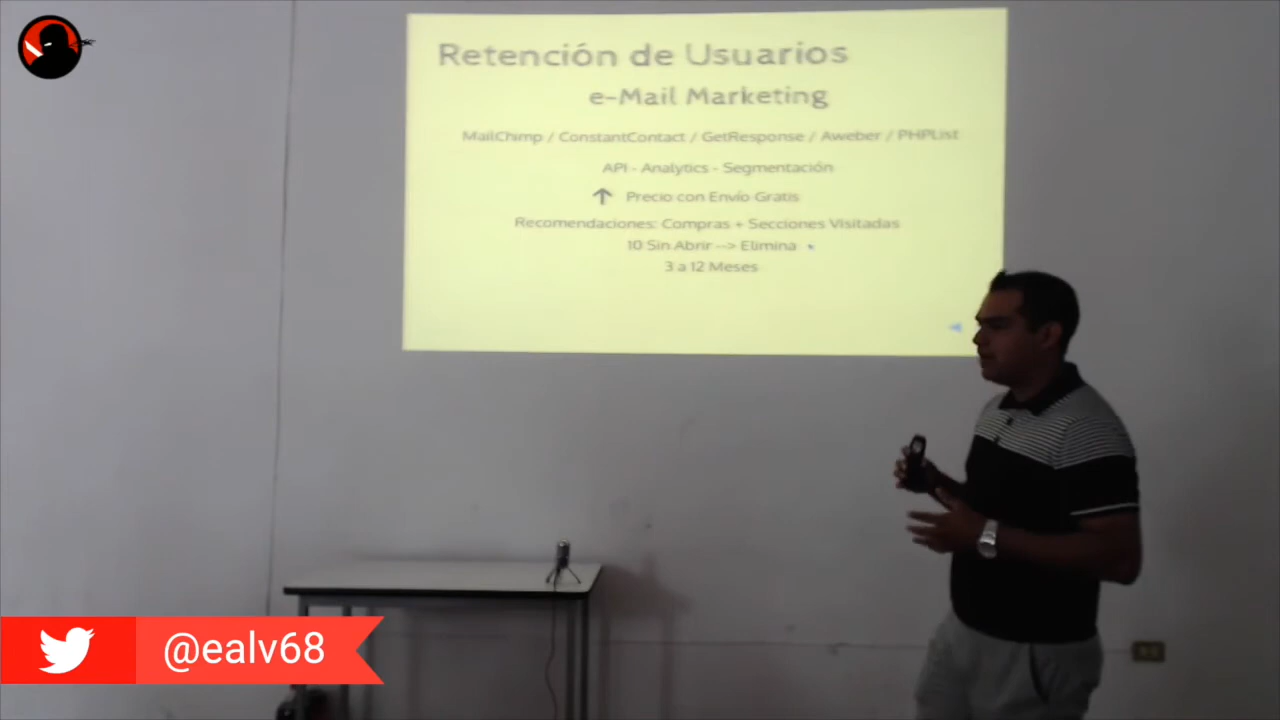 Retención de Usuarios
e-Mail Marketing
MailChimp / ConstantContact / GetResponse / Aweber / PHPList
API - Analytics - Segmentación
↑ Precio con Envío Gratis
Recomendaciones: Compras + Secciones Visitadas
10 Sin Abrir --> Elimina
3 a 12 Meses
@ealv68